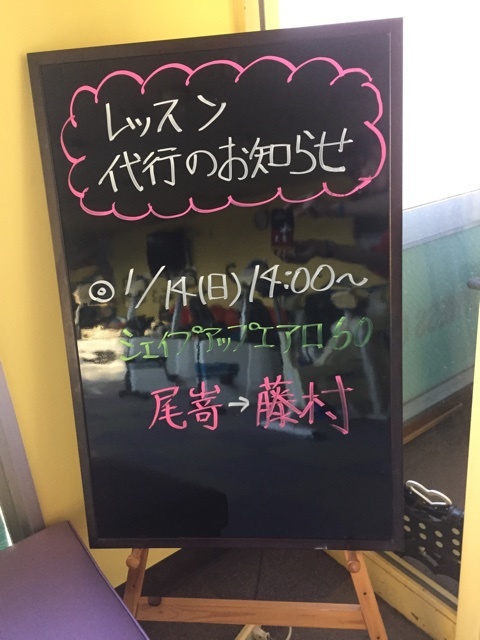 レッスン
代行のお知らせ
◎1/14(日)14:00〜
シェイプアップエアロ50
尾嵜→藤村